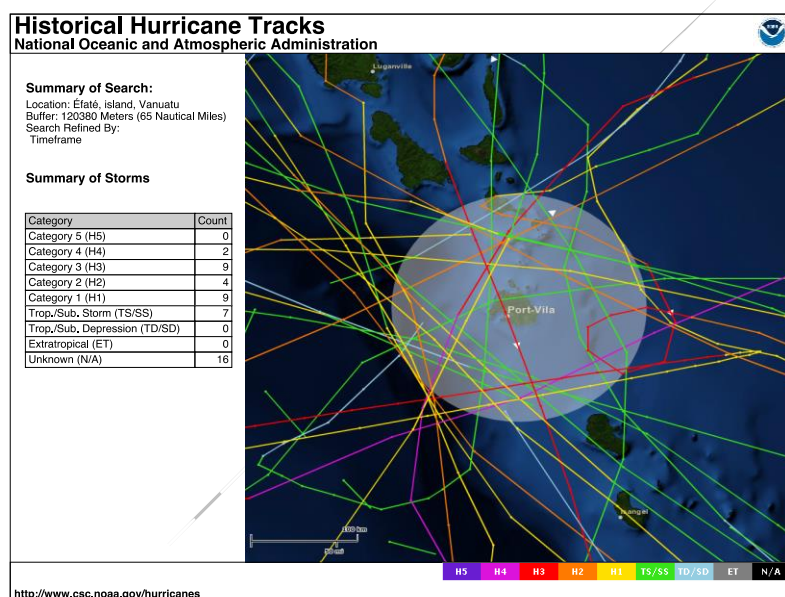 Historical Hurricane Tracks
National Oceanic and Atmospheric Administration
Summary of Search:
Location: Éfaté, island, Vanuatu
Buffer: 120380 Meters (65 Nautical Miles)
Search Refined By:
Timeframe
Summary of Storms
Category Count
Category 5 (H5) 0
Category 4 (H4) 2
Category 3 (H3) 9
Category 2 (H2) 4
Category 1 (H1) 9
Trop./Sub. Storm (TS/SS) 7
Trop./Sub. Depression (TD/SD) 0
Extratropical (ET) 0
Unknown (N/A) 16
Luganville
Port-Vila
Isangel
100 km
50 mi
H5 H4 H3 H2 H1 TS/SS TD/SD ET N/A
http://www.csc.noaa.gov/hurricanes